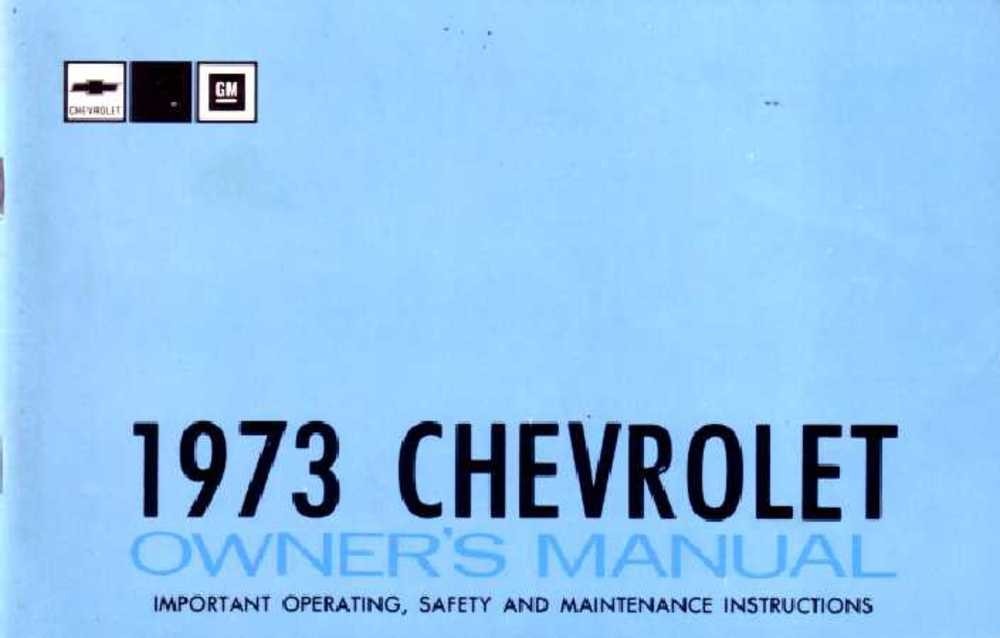 CHEVROLET
GM
1973 CHEVROLET
OWNER'S MANUAL
IMPORTANT OPERATING, SAFETY AND MAINTENANCE INSTRUCTIONS